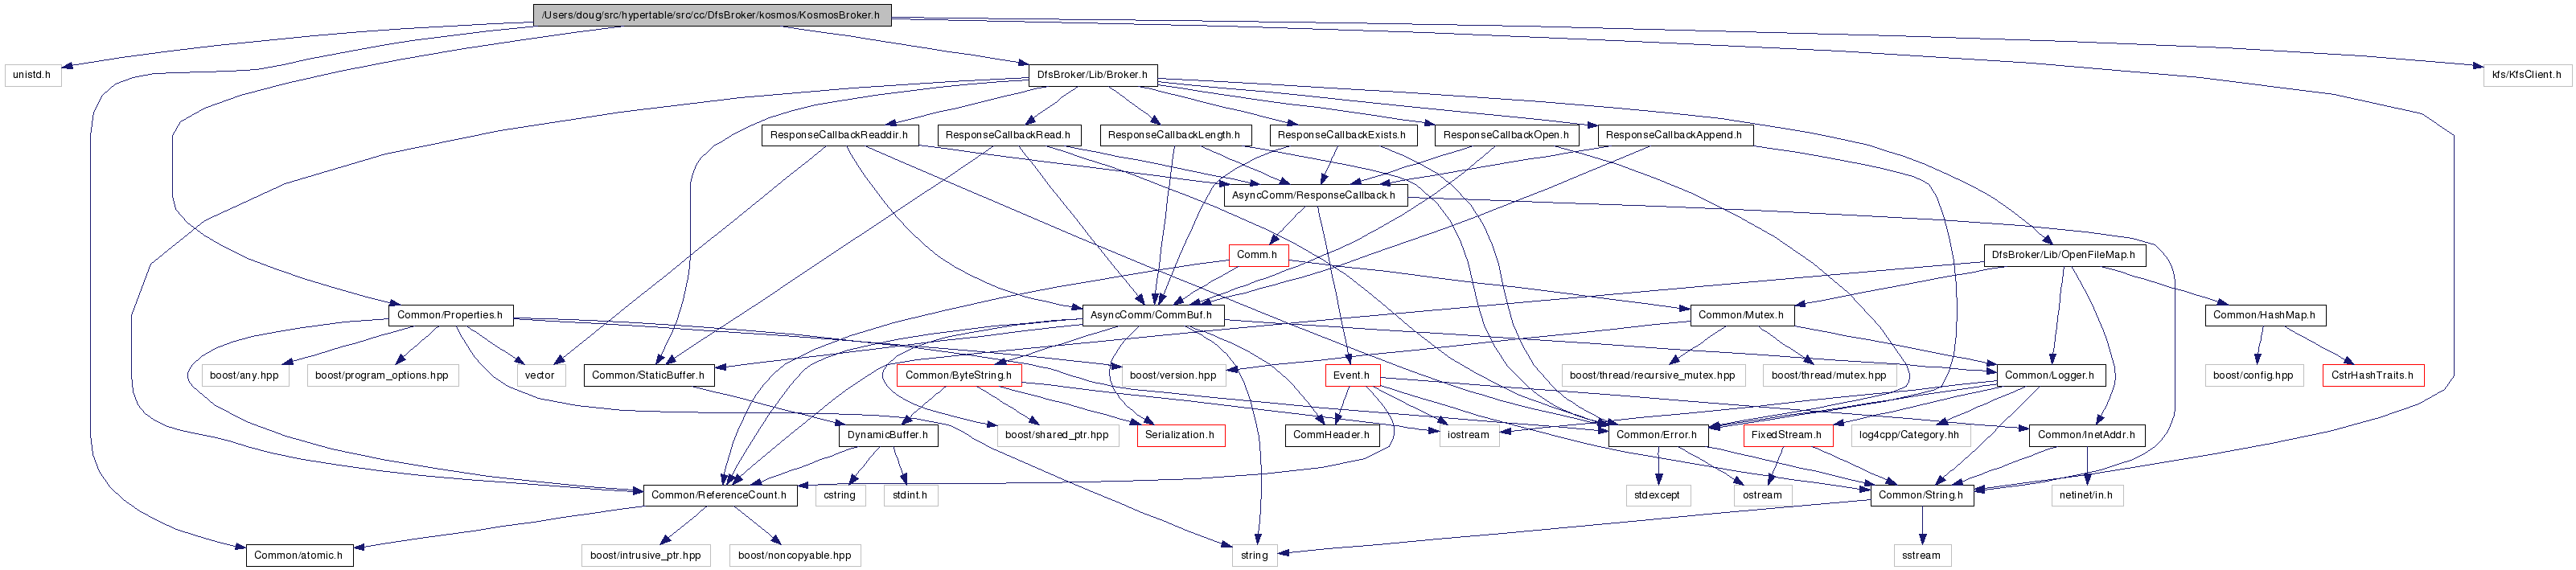 /Users/doug/src/hypertable/src/cc/DfsBroker/kosmos/KosmosBroker.h
unistd.h
DfsBroker/Lib/Broker.h
kfs/KfsClient.h
ResponseCallbackReaddir.h
ResponseCallbackRead.h
ResponseCallbackLength.h
ResponseCallbackExists.h
ResponseCallbackOpen.h
ResponseCallbackAppend.h
AsyncComm/ResponseCallback.h
Comm.h
DfsBroker/Lib/OpenFileMap.h
Common/Properties.h
AsyncComm/CommBuf.h
Common/Mutex.h
Common/HashMap.h
boost/any.hpp
boost/program_options.hpp
vector
Common/StaticBuffer.h
Common/ByteString.h
boost/version.hpp
Event.h
boost/thread/recursive_mutex.hpp
boost/thread/mutex.hpp
Common/Logger.h
boost/config.hpp
CstrHashTraits.h
DynamicBuffer.h
boost/shared_ptr.hpp
Serialization.h
CommHeader.h
iostream
Common/Error.h
FixedStream.h
log4cpp/Category.hh
Common/InetAddr.h
Common/ReferenceCount.h
cstring
stdint.h
stdexcept
ostream
Common/String.h
netinet/in.h
Common/atomic.h
boost/intrusive_ptr.hpp
boost/noncopyable.hpp
string
sstream